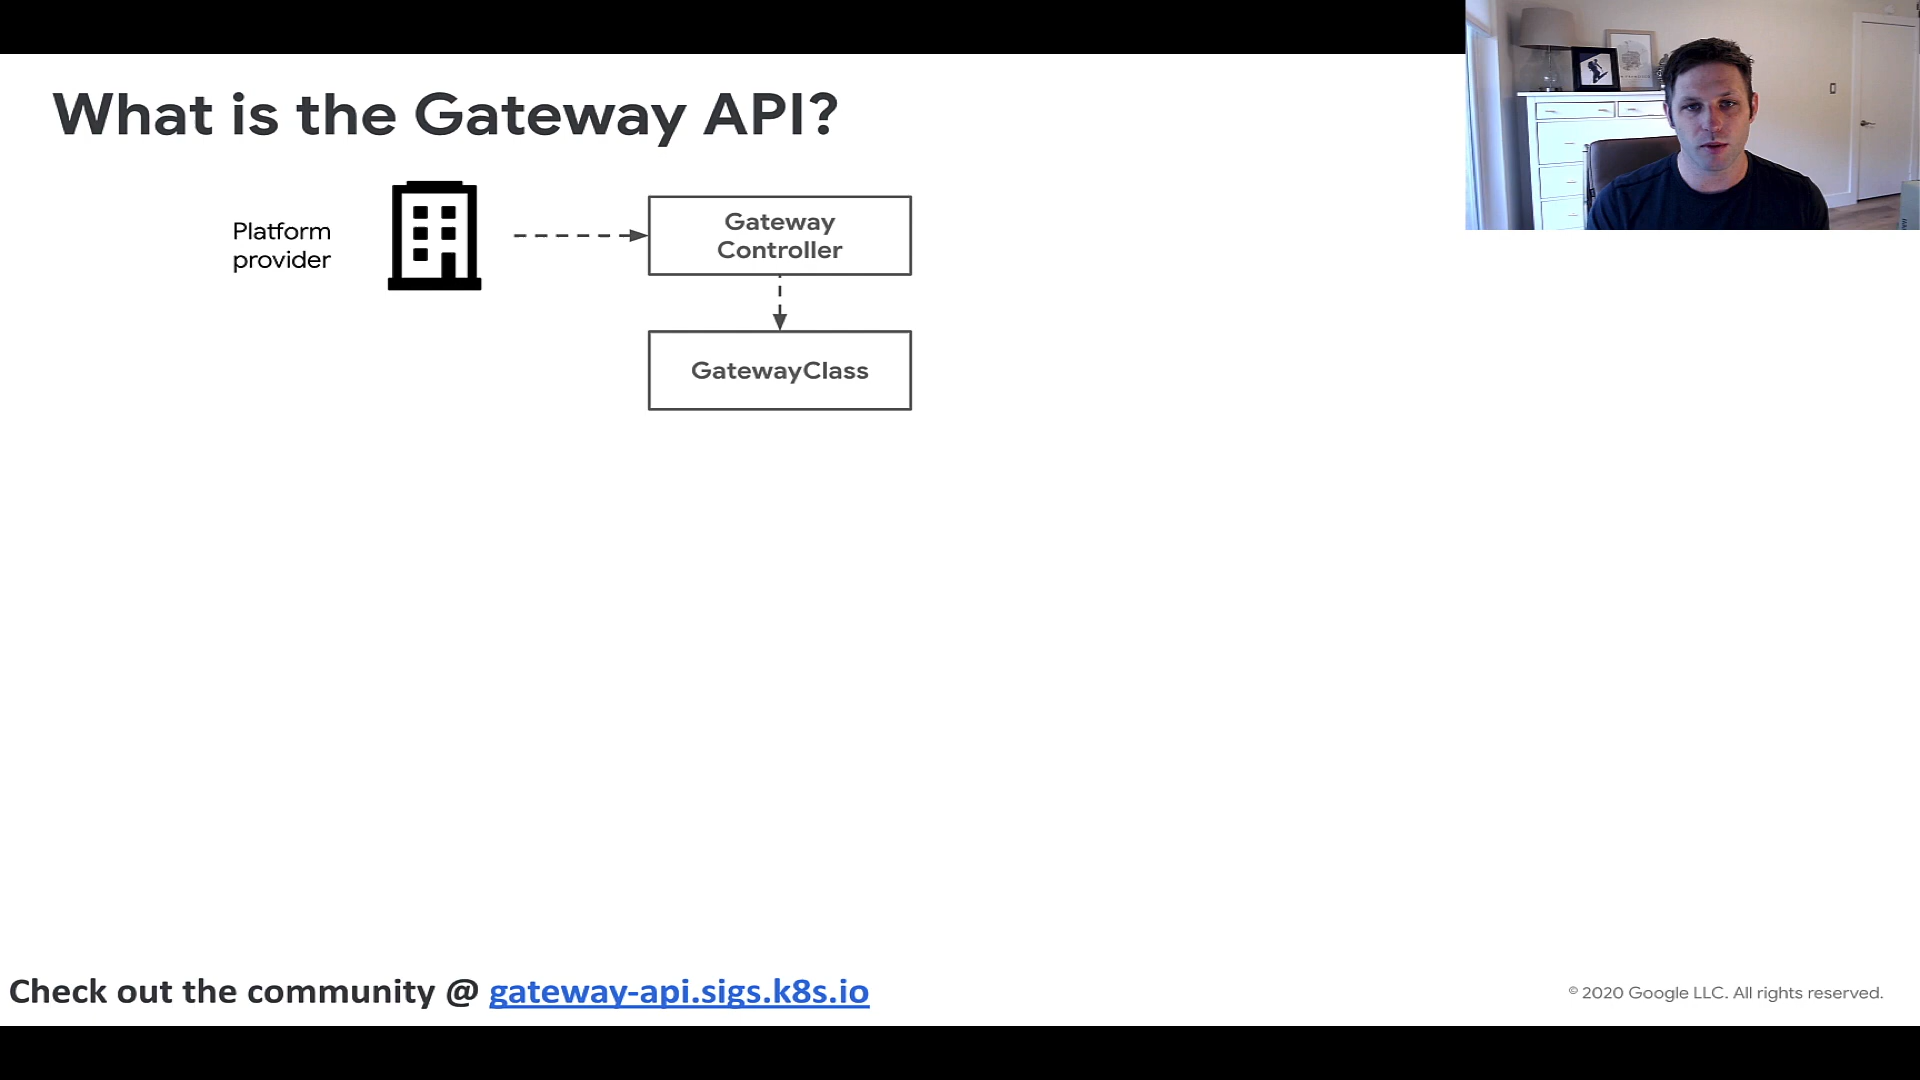 What is the Gateway API?
Platform
provider
Gateway
Controller
GatewayClass
Check out the community @ gateway-api.sigs.k8s.io
© 2020 Google LLC. All rights reserved.